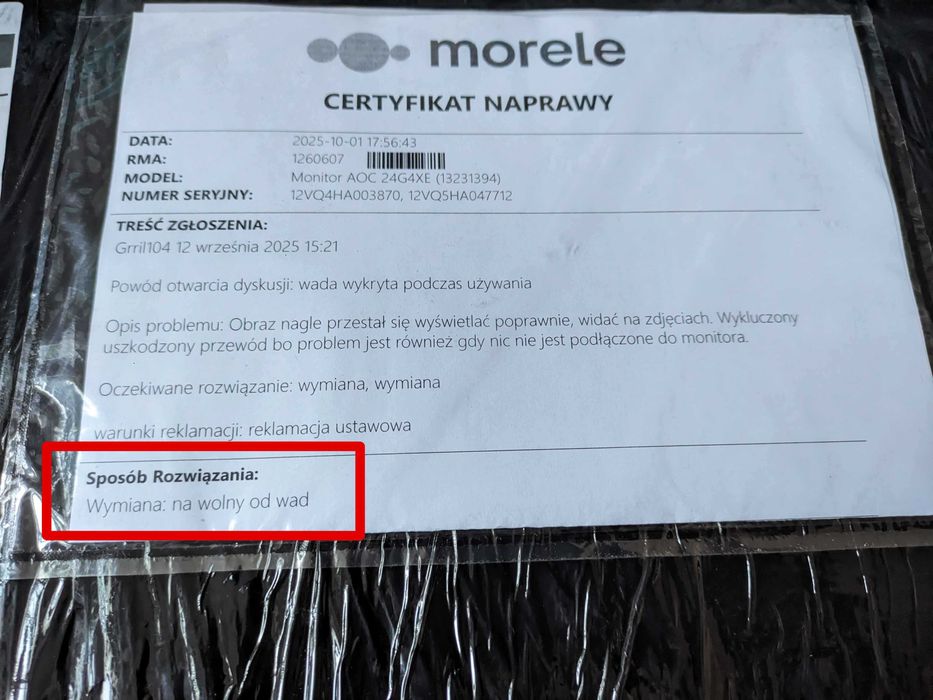 morele
CERTYFIKAT NAPRAWY
DATA: 2025-10-01 17:56:43
RMA: 1260607
MODEL: Monitor AOC 24G4XE (13231394)
NUMER SERYJNY: 12VQ4HA003870, 12VQ5HA047712
TREŚĆ ZGŁOSZENIA:
Grril104 12 września 2025 15:21
Powód otwarcia dyskusji: wada wykryta podczas używania
Opis problemu: Obraz nagle przestał się wyświetlać poprawnie, widać na zdjęciach. Wykluczony
uszkodzony przewód bo problem jest również gdy nic nie jest podłączone do monitora.
Oczekiwane rozwiązanie: wymiana, wymiana
warunki reklamacji: reklamacja ustawowa
Sposób Rozwiązania:
Wymiana: na wolny od wad